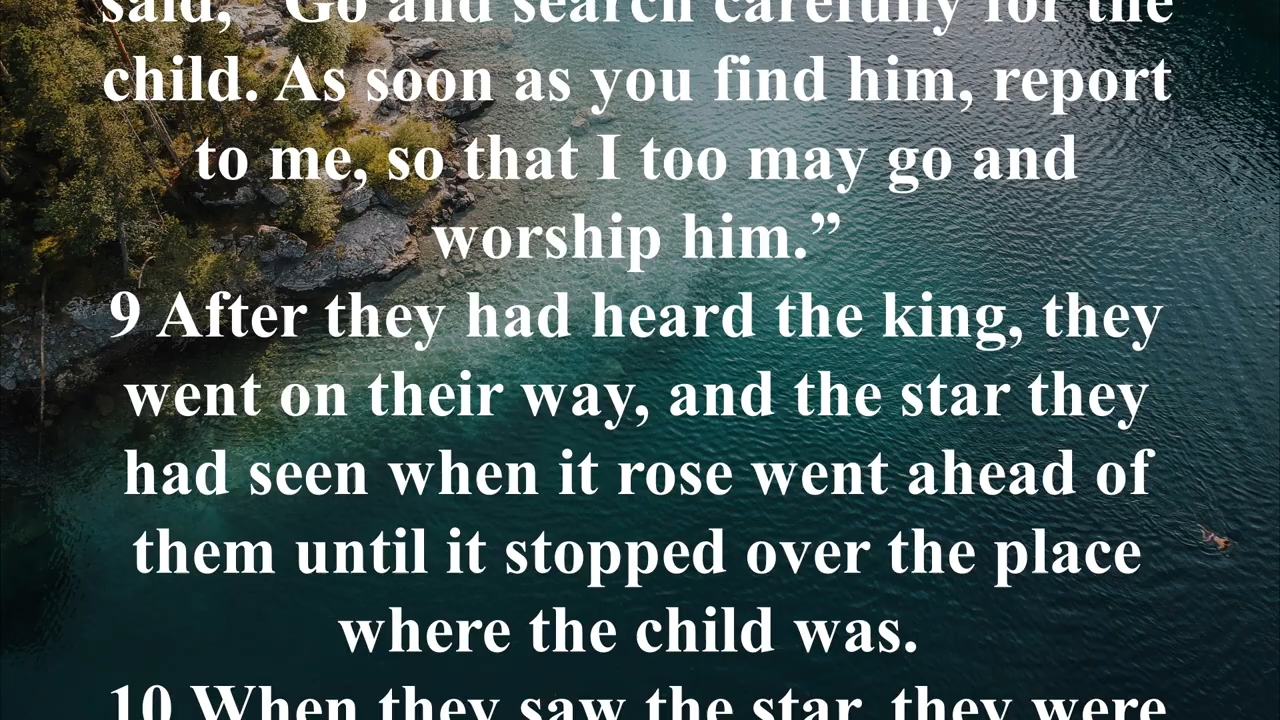 said, “Go and search carefully for the
child. As soon as you find him, report
to me, so that I too may go and
worship him.”
9 After they had heard the king, they
went on their way, and the star they
had seen when it rose went ahead of
them until it stopped over the place
where the child was.
10 When they saw the star, they were